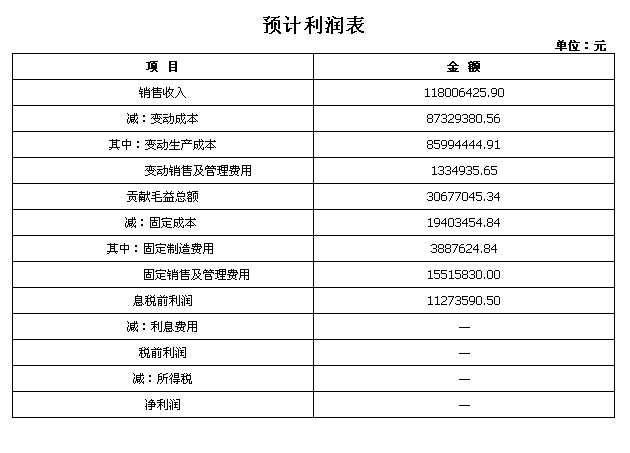 预计利润表
单位：元
项 目 金 额
销售收入 118006425.90
减：变动成本 87329380.56
其中：变动生产成本 85994444.91
变动销售及管理费用 1334935.65
贡献毛益总额 30677045.34
减：固定成本 19403454.84
其中：固定制造费用 3887624.84
固定销售及管理费用 15515830.00
息税前利润 11273590.50
减：利息费用 —
税前利润 —
减：所得税 —
净利润 —